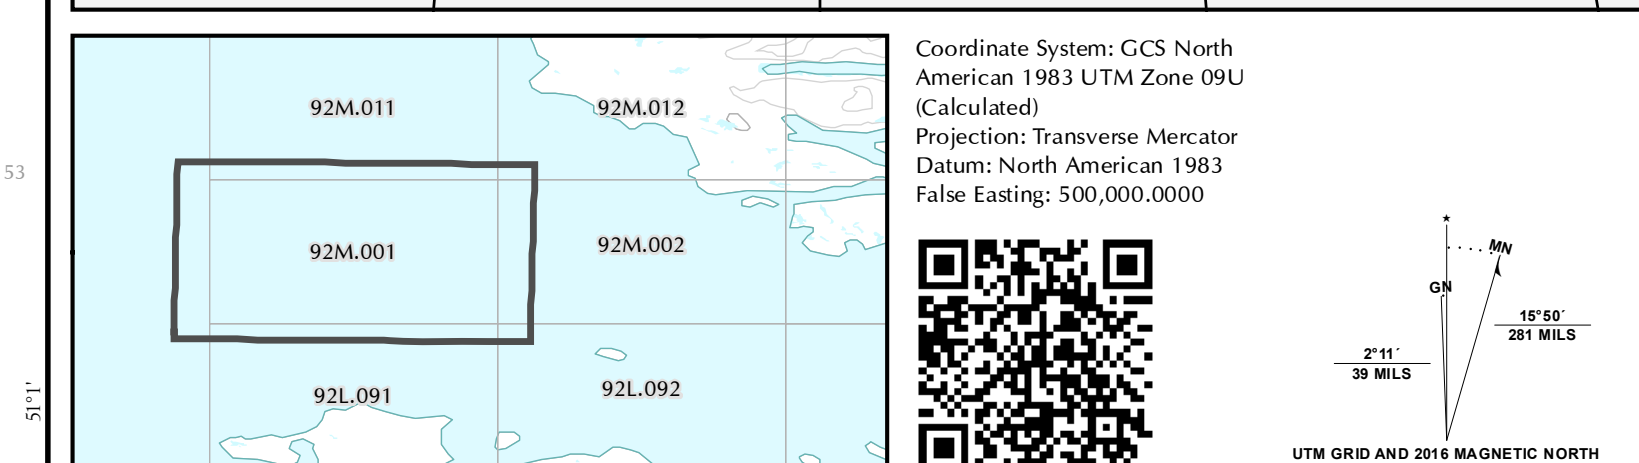 53
51°1'
92M.011
92M.012
92M.001
92M.002
92L.091
92L.092
Coordinate System: GCS North
American 1983 UTM Zone 09U
(Calculated)
Projection: Transverse Mercator
Datum: North American 1983
False Easting: 500,000.0000
MN
GN
15°50´
281 MILS
2°11´
39 MILS
UTM GRID AND 2016 MAGNETIC NORTH